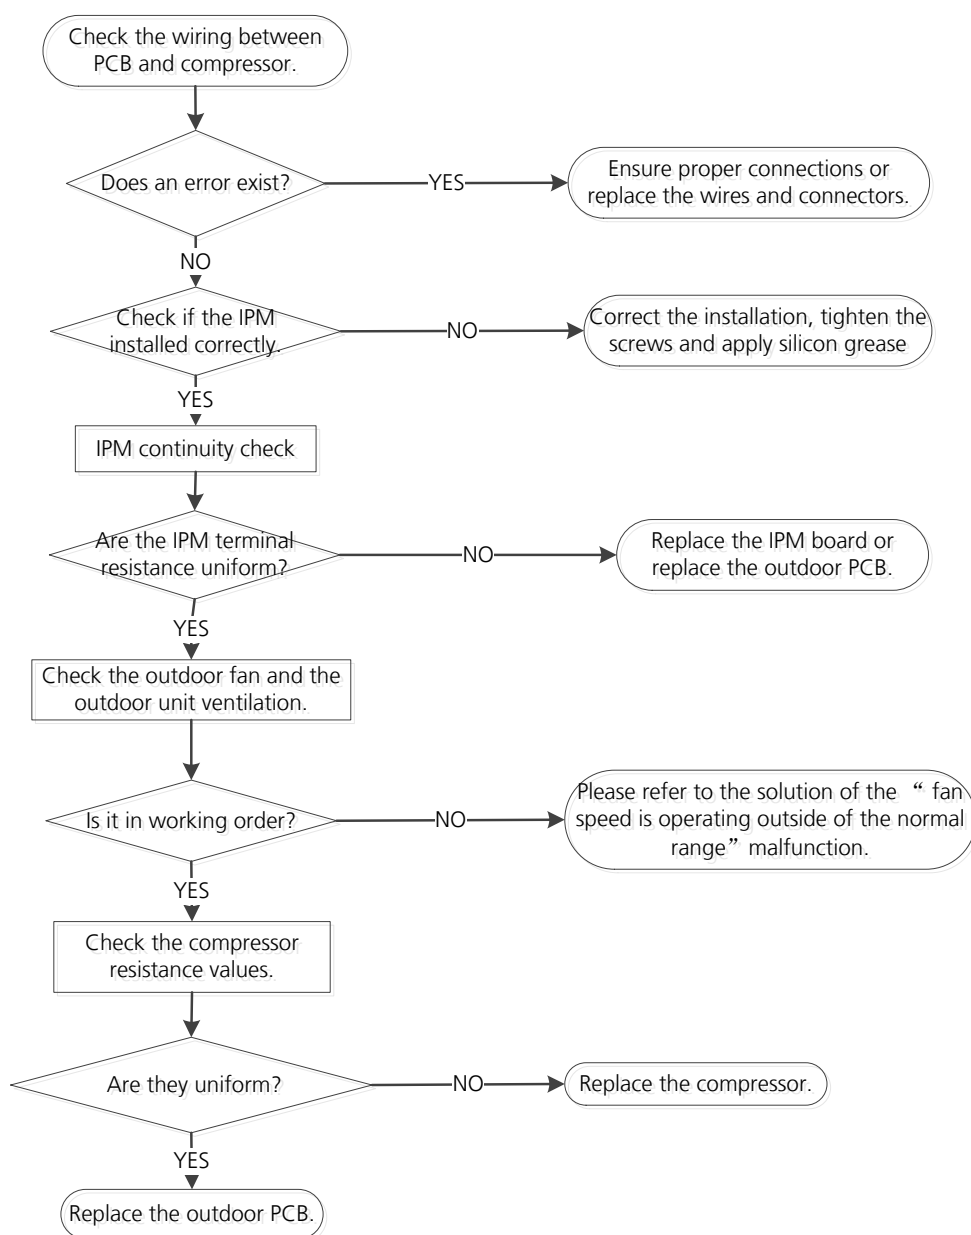 Check the wiring between
PCB and compressor.
Does an error exist?
YES
Ensure proper connections or
replace the wires and connectors.
NO
Check if the IPM
installed correctly.
NO
Correct the installation, tighten the
screws and apply silicon grease
YES
IPM continuity check
Are the IPM terminal
resistance uniform?
NO
Replace the IPM board or
replace the outdoor PCB.
YES
Check the outdoor fan and the
outdoor unit ventilation.
Is it in working order?
NO
Please refer to the solution of the “ fan
speed is operating outside of the normal
range” malfunction.
YES
Check the compressor
resistance values.
Are they uniform?
NO
Replace the compressor.
YES
Replace the outdoor PCB.